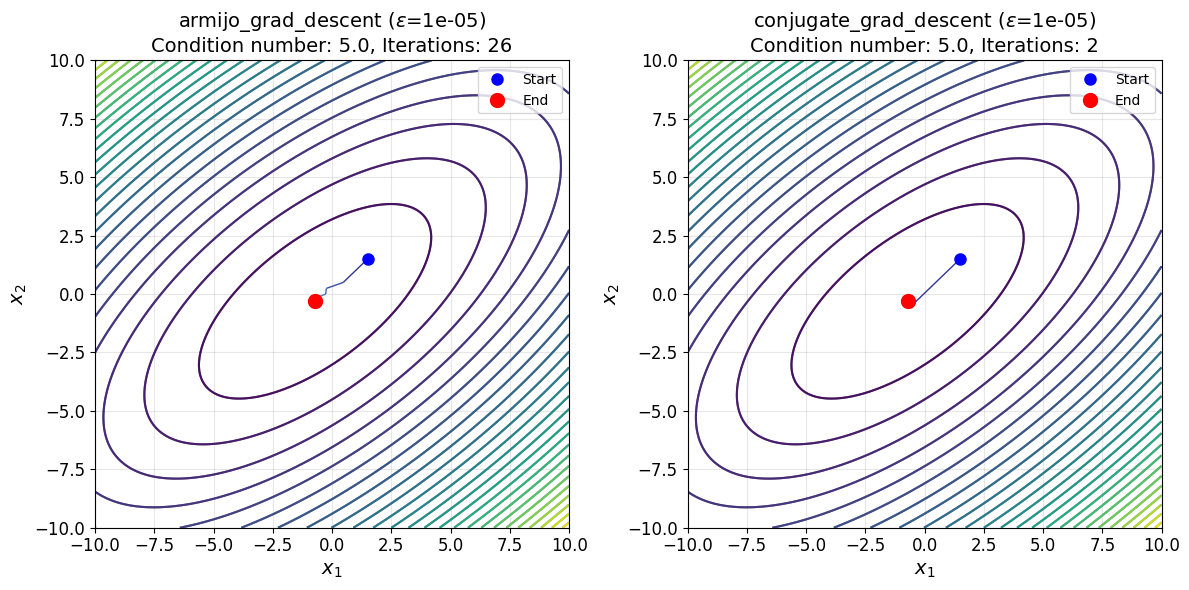 armijo_grad_descent (ε=1e-05)
Condition number: 5.0, Iterations: 26
Start
End
10.0
7.5
5.0
2.5
0.0
−2.5
−5.0
−7.5
−10.0
x₂
−10.0 −7.5 −5.0 −2.5 0.0 2.5 5.0 7.5 10.0
x₁
conjugate_grad_descent (ε=1e-05)
Condition number: 5.0, Iterations: 2
Start
End
10.0
7.5
5.0
2.5
0.0
−2.5
−5.0
−7.5
−10.0
x₂
−10.0 −7.5 −5.0 −2.5 0.0 2.5 5.0 7.5 10.0
x₁